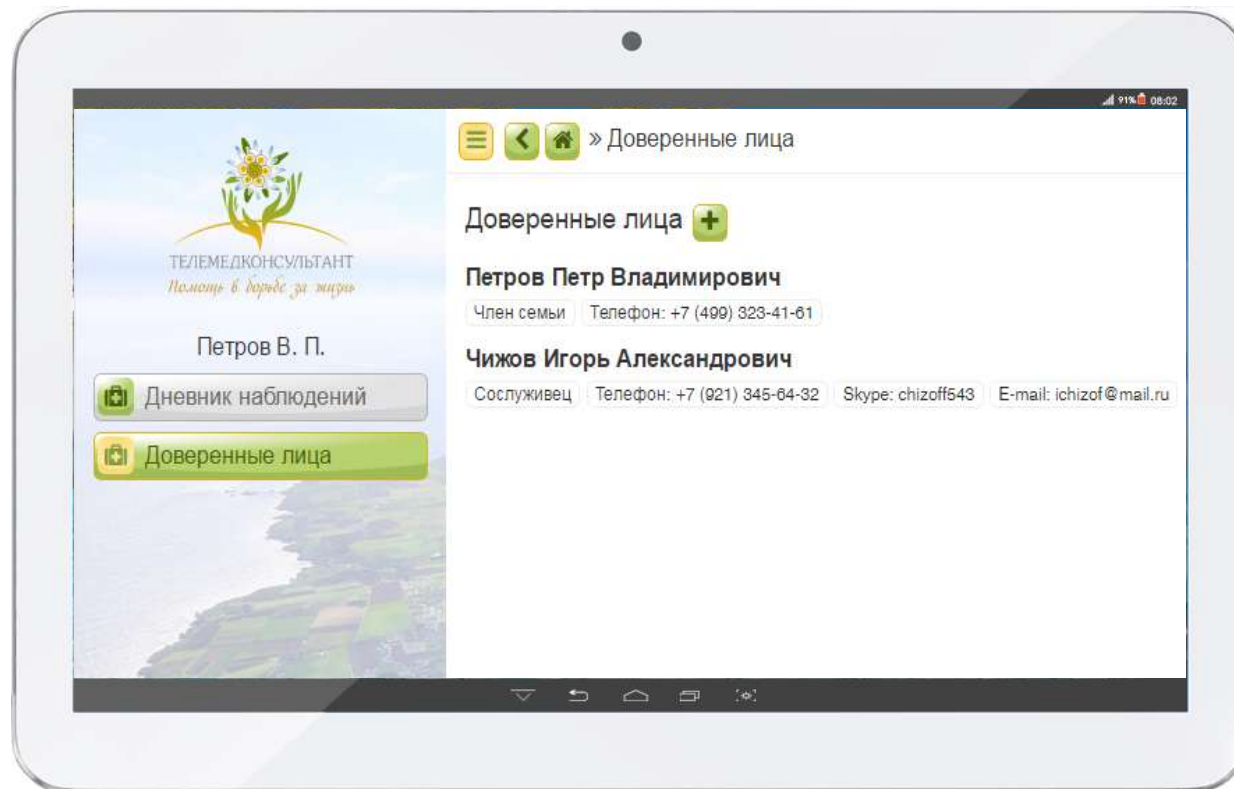 91% 08:02
ТЕЛЕМЕДКОНСУЛЬТАНТ
Помощь в борьбе за жизнь
Петров В. П.
Дневник наблюдений
Доверенные лица
» Доверенные лица
Доверенные лица
Петров Петр Владимирович
Член семьи Телефон: +7 (499) 323-41-61
Чижов Игорь Александрович
Сослуживец Телефон: +7 (921) 345-64-32 Skype: chizoff543 E-mail: ichizof@mail.ru